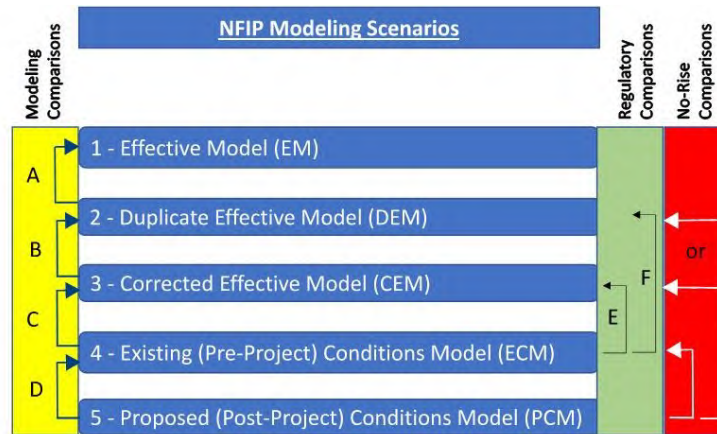 NFIP Modeling Scenarios
Modeling
Comparisons
Regulatory
Comparisons
No-Rise
Comparisons
1 - Effective Model (EM)
A
2 - Duplicate Effective Model (DEM)
B
or
F
3 - Corrected Effective Model (CEM)
C
E
4 - Existing (Pre-Project) Conditions Model (ECM)
D
5 - Proposed (Post-Project) Conditions Model (PCM)